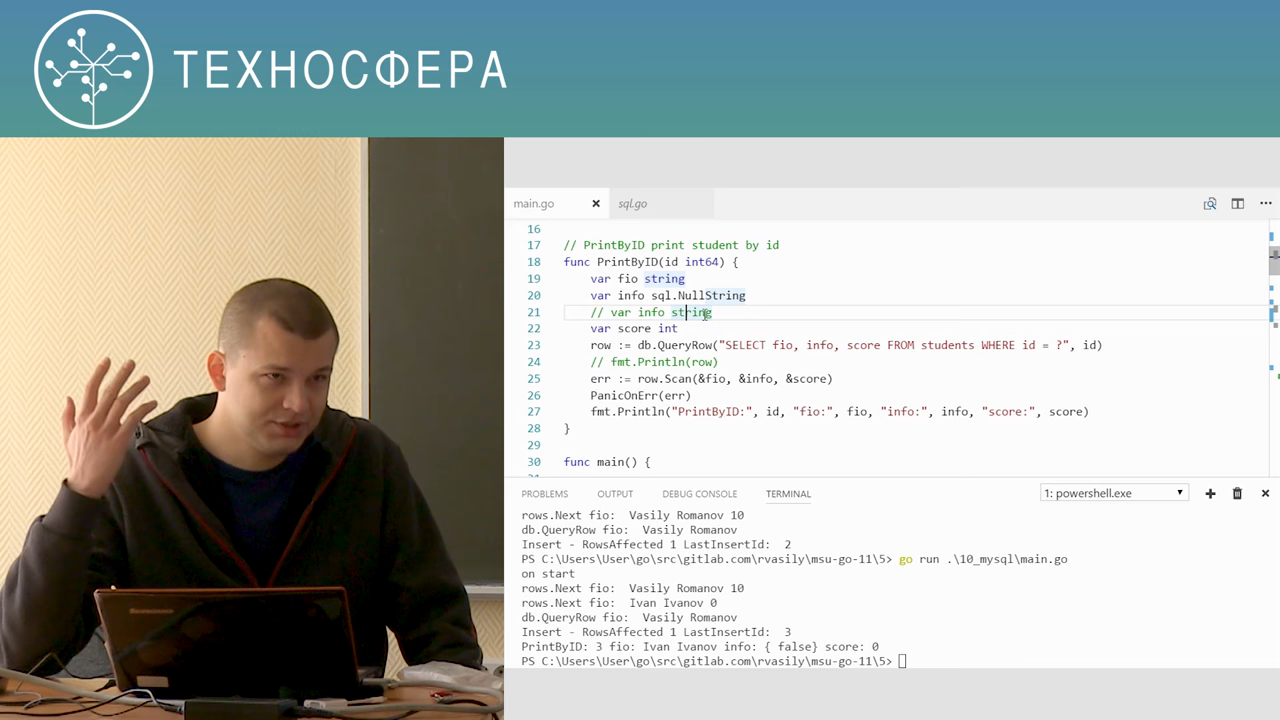 ТЕХНОСФЕРА
main.go
sql.go
16
17 // PrintByID print student by id
18 func PrintByID(id int64) {
19 var fio string
20 var info sql.NullString
21 // var info string
22 var score int
23 row := db.QueryRow("SELECT fio, info, score FROM students WHERE id = ?", id)
24 // fmt.Println(row)
25 err := row.Scan(&fio, &info, &score)
26 PanicOnErr(err)
27 fmt.Println("PrintByID:", id, "fio:", fio, "info:", info, "score:", score)
28 }
29
30 func main() {
PROBLEMS OUTPUT DEBUG CONSOLE TERMINAL 1: powershell.exe
rows.Next fio:  Vasily Romanov 10
db.QueryRow fio:  Vasily Romanov
Insert - RowsAffected 1 LastInsertId:  2
PS C:\Users\User\go\src\gitlab.com\rvasily\msu-go-11\5> go run .\10_mysql\main.go
on start
rows.Next fio:  Vasily Romanov 10
rows.Next fio:  Ivan Ivanov 0
db.QueryRow fio:  Vasily Romanov
Insert - RowsAffected 1 LastInsertId:  3
PrintByID: 3 fio: Ivan Ivanov info: { false} score: 0
PS C:\Users\User\go\src\gitlab.com\rvasily\msu-go-11\5>